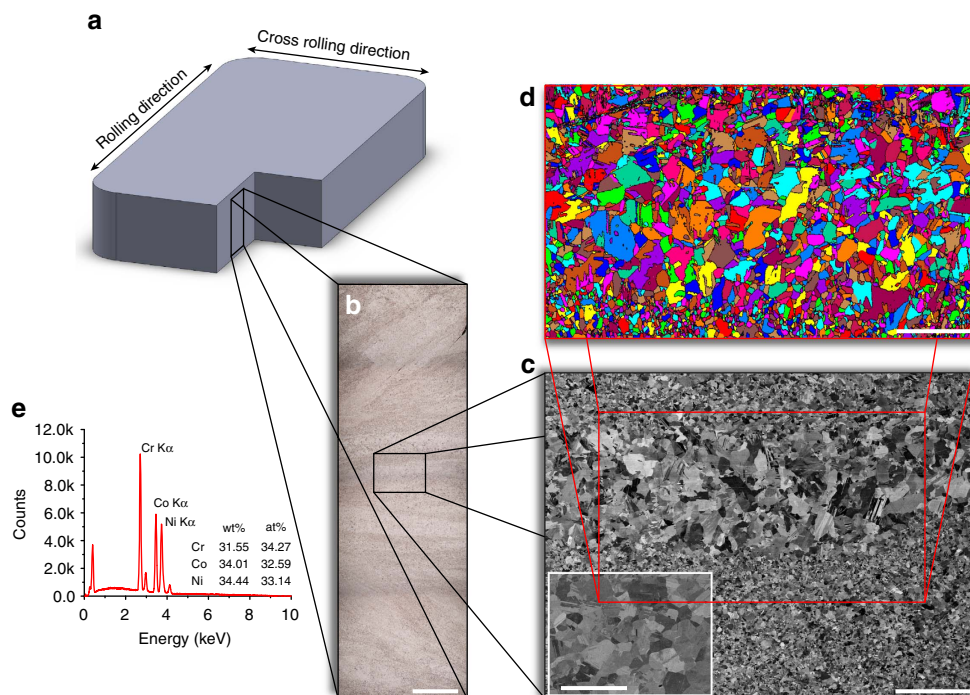 a
Cross rolling direction
Rolling direction
d
b
c
e
12.0k
10.0k
8.0k
6.0k
4.0k
2.0k
0.0
Counts
Cr Kα
Co Kα
Ni Kα
wt% at%
Cr 31.55 34.27
Co 34.01 32.59
Ni 34.44 33.14
0 2 4 6 8 10
Energy (keV)